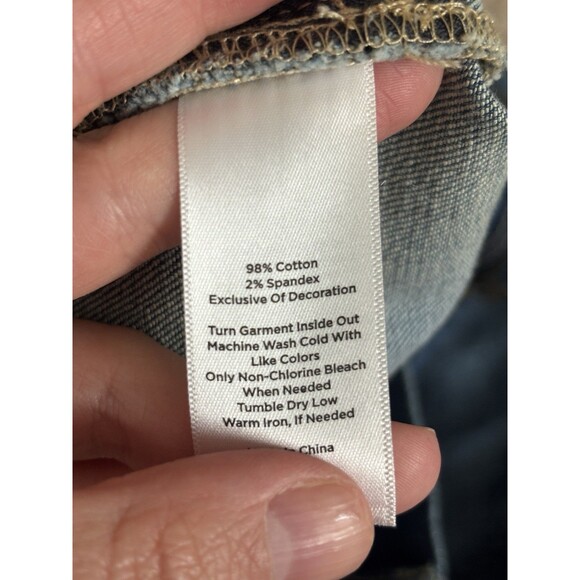 98% Cotton
2% Spandex
Exclusive Of Decoration
Turn Garment Inside Out
Machine Wash Cold With
Like Colors
Only Non-Chlorine Bleach
When Needed
Tumble Dry Low
Warm Iron, If Needed
China